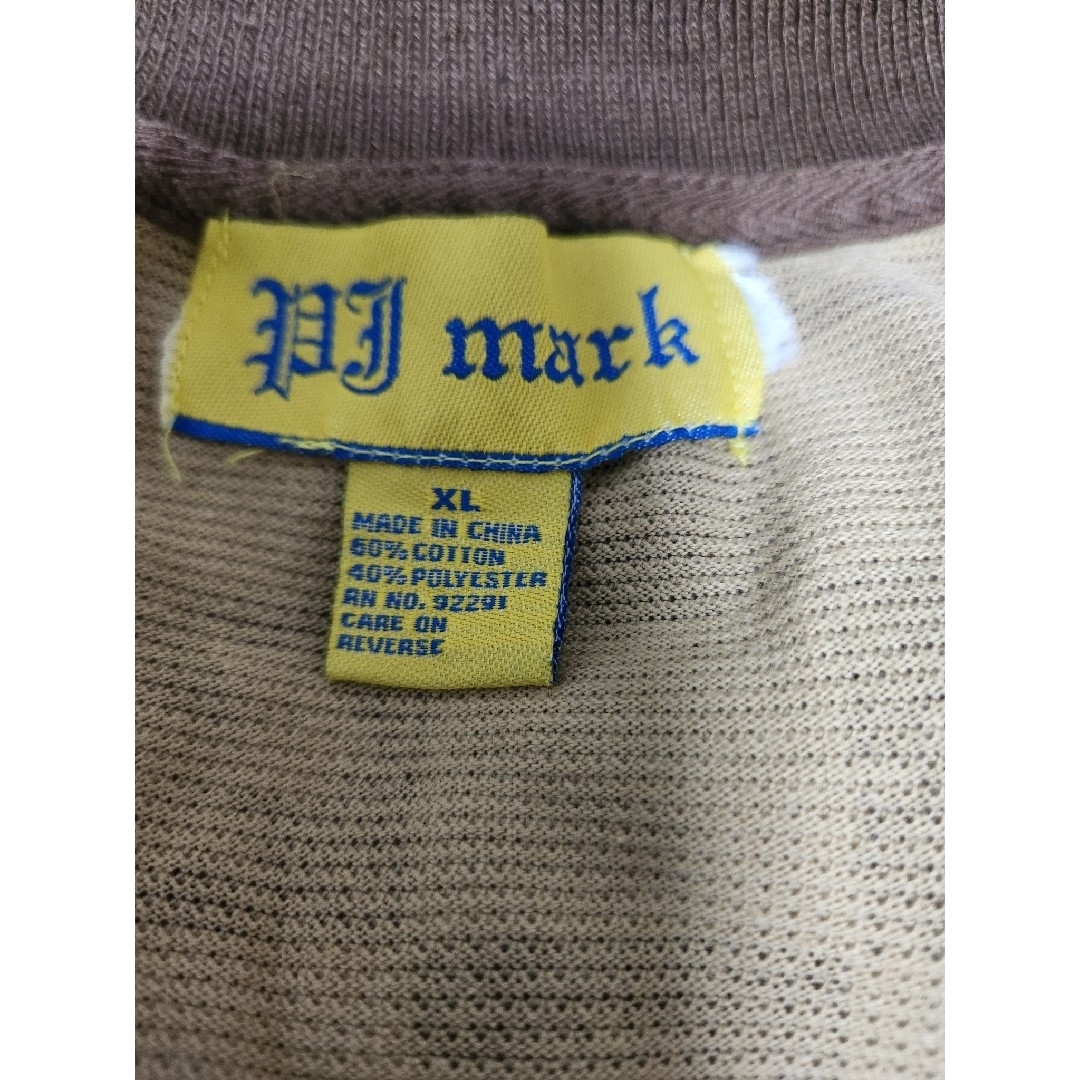 PJ mark
XL
MADE IN CHINA
60% COTTON
40% POLYESTER
RN NO. 92291
CARE ON
REVERSE